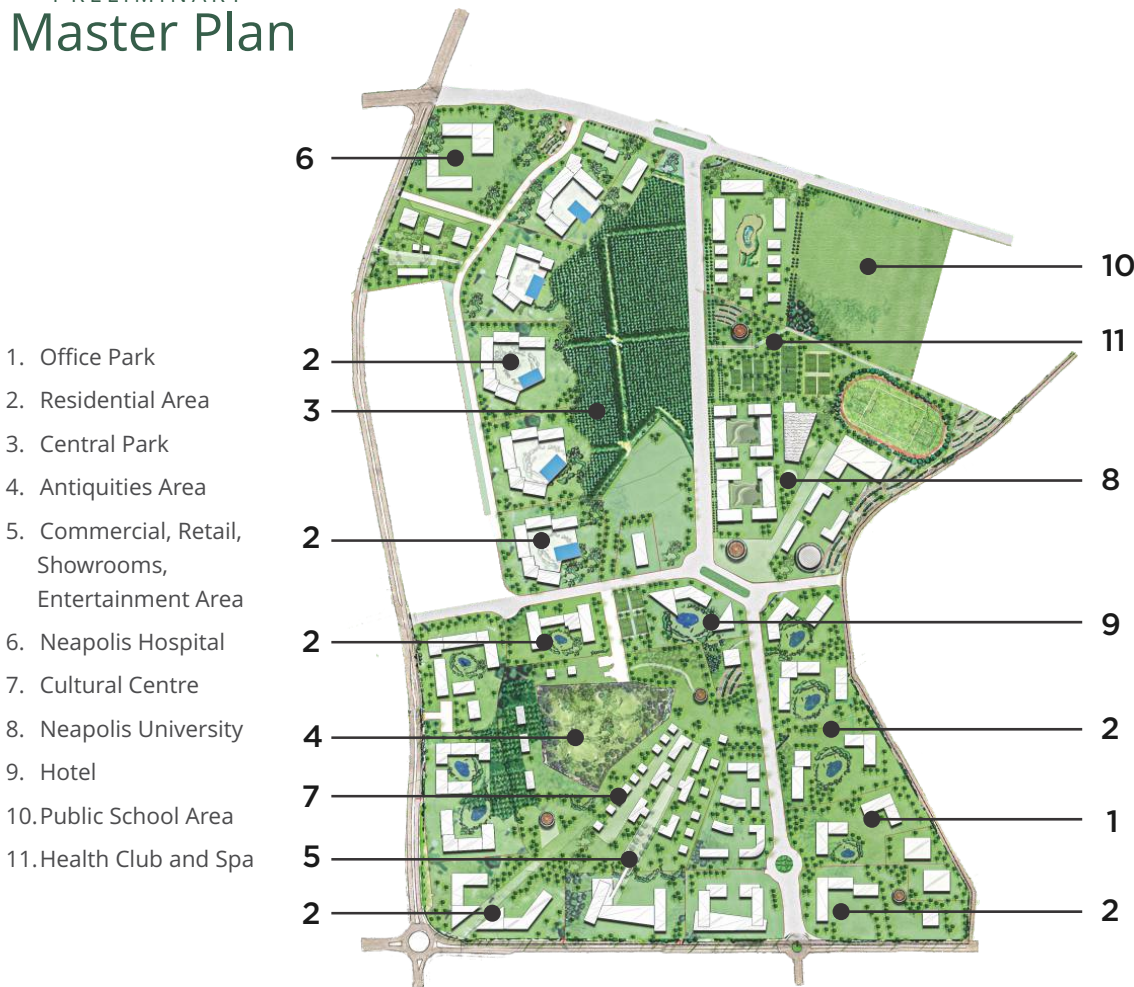 PRELIMINARY
Master Plan
1. Office Park
2. Residential Area
3. Central Park
4. Antiquities Area
5. Commercial, Retail,
Showrooms,
Entertainment Area
6. Neapolis Hospital
7. Cultural Centre
8. Neapolis University
9. Hotel
10.Public School Area
11.Health Club and Spa
6
2
3
2
2
4
7
5
2
10
11
8
9
2
1
2